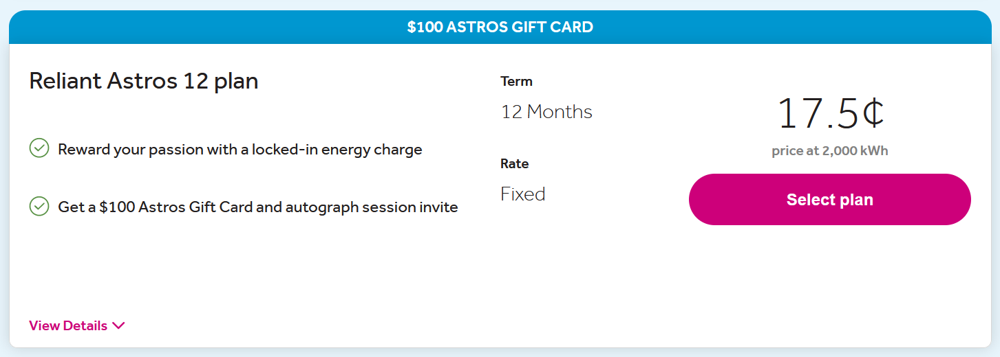 $100 ASTROS GIFT CARD
Reliant Astros 12 plan
Reward your passion with a locked-in energy charge
Get a $100 Astros Gift Card and autograph session invite
View Details
Term
12 Months
Rate
Fixed
17.5¢
price at 2,000 kWh
Select plan